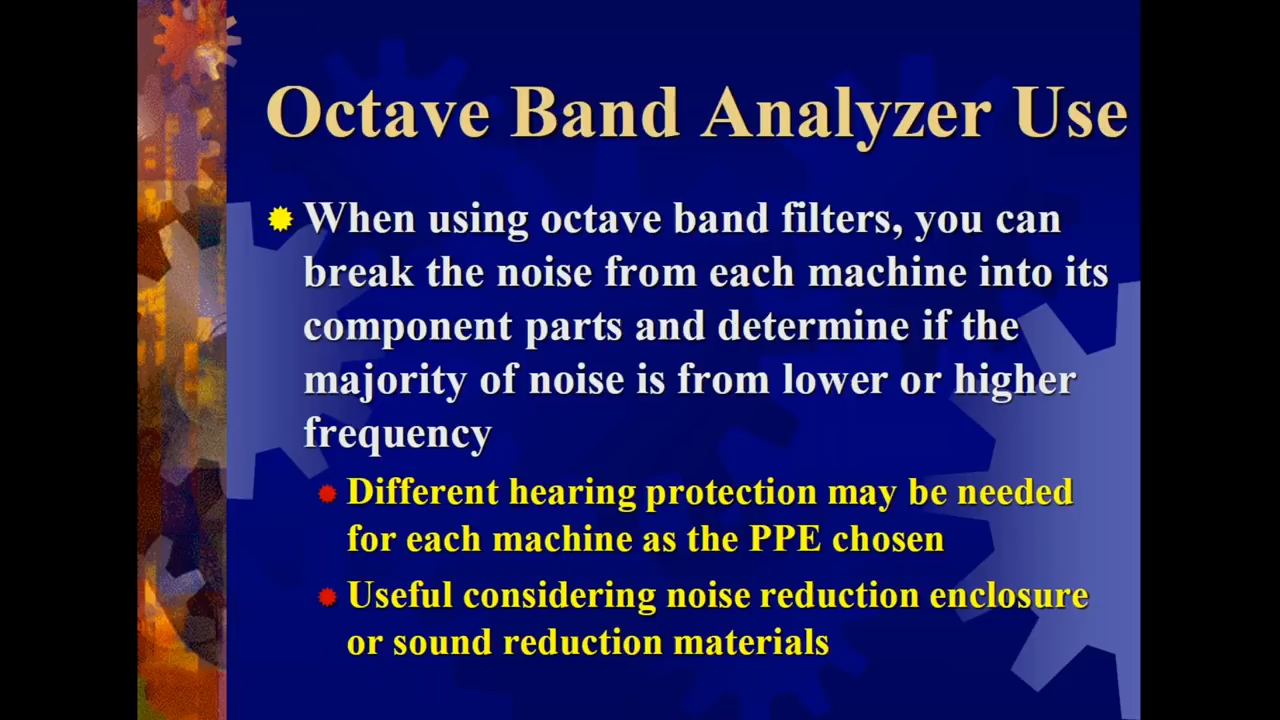 Octave Band Analyzer Use
When using octave band filters, you can
break the noise from each machine into its
component parts and determine if the
majority of noise is from lower or higher
frequency
Different hearing protection may be needed
for each machine as the PPE chosen
Useful considering noise reduction enclosure
or sound reduction materials